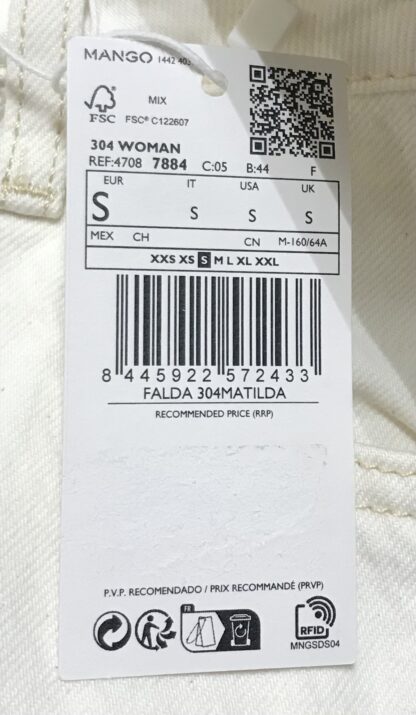 MANGO 1442 403
MIX
FSC
FSC® C122607
304 WOMAN
REF:4708 7884 C:05 B:44 F
EUR IT USA UK
S S S S
MEX CH CN M-160/64A
XXS XS S M L XL XXL
8 445922 572433
FALDA 304MATILDA
RECOMMENDED PRICE (RRP)
P.V.P. RECOMENDADO / PRIX RECOMMANDÉ (PRVP)
FR
RFID
MNGSDS04